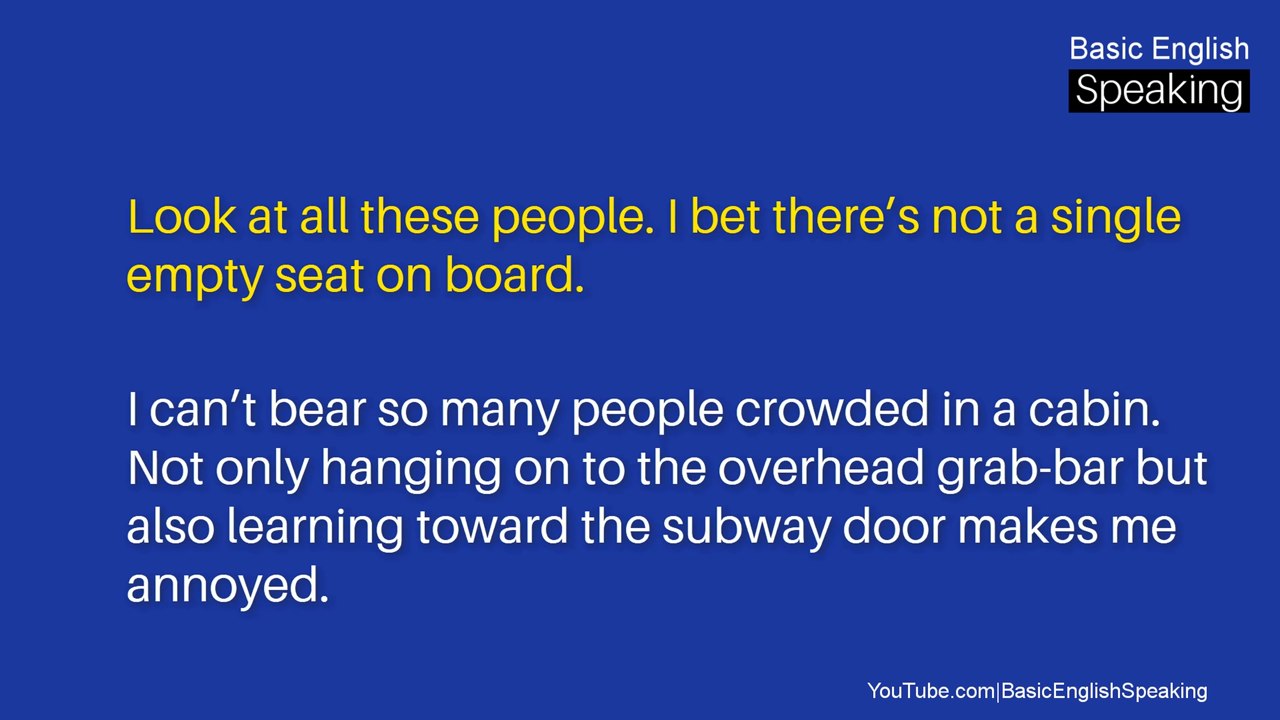 Basic English
Speaking
Look at all these people. I bet there’s not a single
empty seat on board.
I can’t bear so many people crowded in a cabin.
Not only hanging on to the overhead grab-bar but
also learning toward the subway door makes me
annoyed.
YouTube.com|BasicEnglishSpeaking